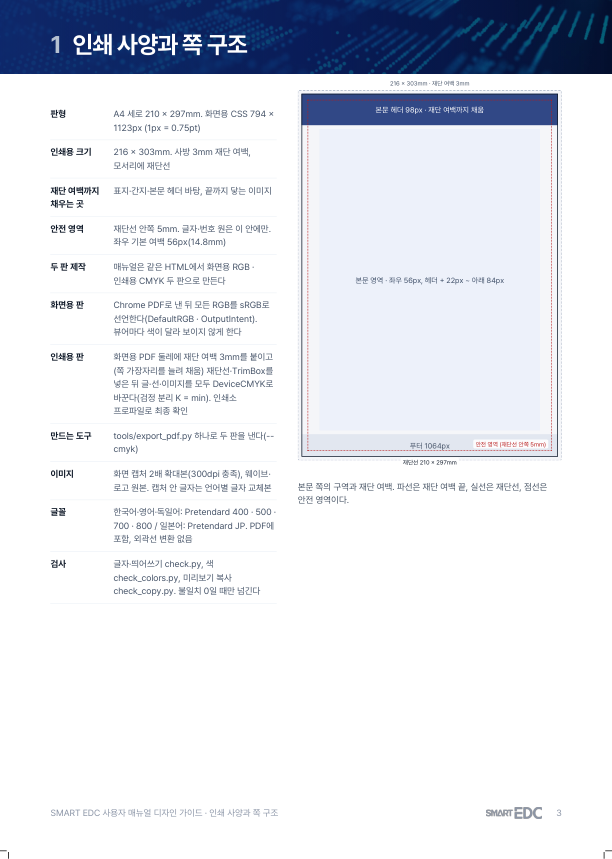 1 인쇄 사양과 쪽 구조
판형
A4 세로 210 × 297mm. 화면용 CSS 794 ×
1123px (1px = 0.75pt)
인쇄용 크기
216 × 303mm. 사방 3mm 재단 여백,
모서리에 재단선
재단 여백까지
채우는 곳
표지·간지·본문 헤더 바탕, 끝까지 닿는 이미지
안전 영역
재단선 안쪽 5mm. 글자·번호 원은 이 안에만.
좌우 기본 여백 56px(14.8mm)
두 판 제작
매뉴얼은 같은 HTML에서 화면용 RGB ·
인쇄용 CMYK 두 판으로 만든다
화면용 판
Chrome PDF로 낸 뒤 모든 RGB를 sRGB로
선언한다(DefaultRGB · OutputIntent).
뷰어마다 색이 달라 보이지 않게 한다
인쇄용 판
화면용 PDF 둘레에 재단 여백 3mm를 붙이고
(쪽 가장자리를 늘려 채움) 재단선·TrimBox를
넣은 뒤 글·선·이미지를 모두 DeviceCMYK로
바꾼다(검정 분리 K = min). 인쇄소
프로파일로 최종 확인
만드는 도구
tools/export_pdf.py 하나로 두 판을 낸다(--
cmyk)
이미지
화면 캡처 2배 확대본(300dpi 충족), 웨이브·
로고 원본. 캡처 안 글자는 언어별 글자 교체본
글꼴
한국어·영어·독일어: Pretendard 400 · 500 ·
700 · 800 / 일본어: Pretendard JP. PDF에
포함, 외곽선 변환 없음
검사
글자·띄어쓰기 check.py, 색
check_colors.py, 미리보기 복사
check_copy.py. 불일치 0일 때만 넘긴다
216 × 303mm · 재단 여백 3mm
본문 헤더 98px · 재단 여백까지 채움
본문 영역 · 좌우 56px, 헤더 + 22px ~ 아래 84px
푸터 1064px
안전 영역 (재단선 안쪽 5mm)
재단선 210 × 297mm
본문 쪽의 구역과 재단 여백. 파선은 재단 여백 끝, 실선은 재단선, 점선은
안전 영역이다.
SMART EDC 사용자 매뉴얼 디자인 가이드 · 인쇄 사양과 쪽 구조
SMART EDC
3